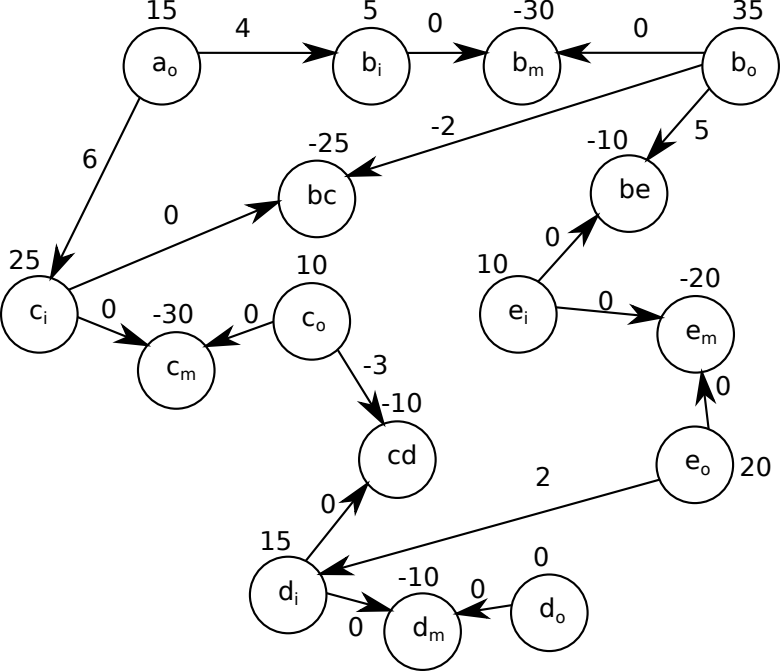 15 5 -30 35
4 0 0
aₒ bᵢ bₘ bₒ
-2 5
6 -25 -10
bc be
0 0
25 10 10 -20
0 -30 0 0
cᵢ cₒ eᵢ eₘ
cₘ -3 0
-10
cd eₒ 20
2
0
15 -10 0
0
dᵢ dₘ dₒ
0